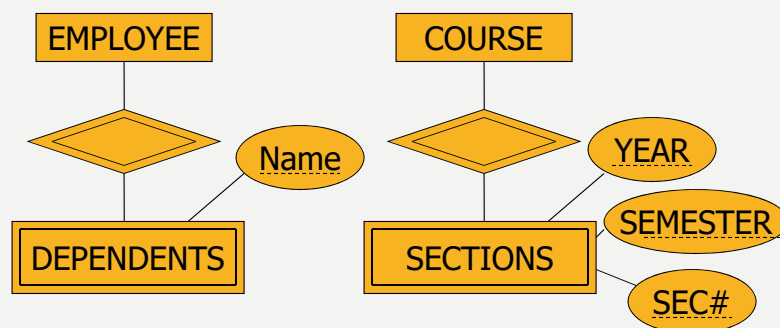 EMPLOYEE
COURSE
Name
YEAR
SEMESTER
DEPENDENTS
SECTIONS
SEC#